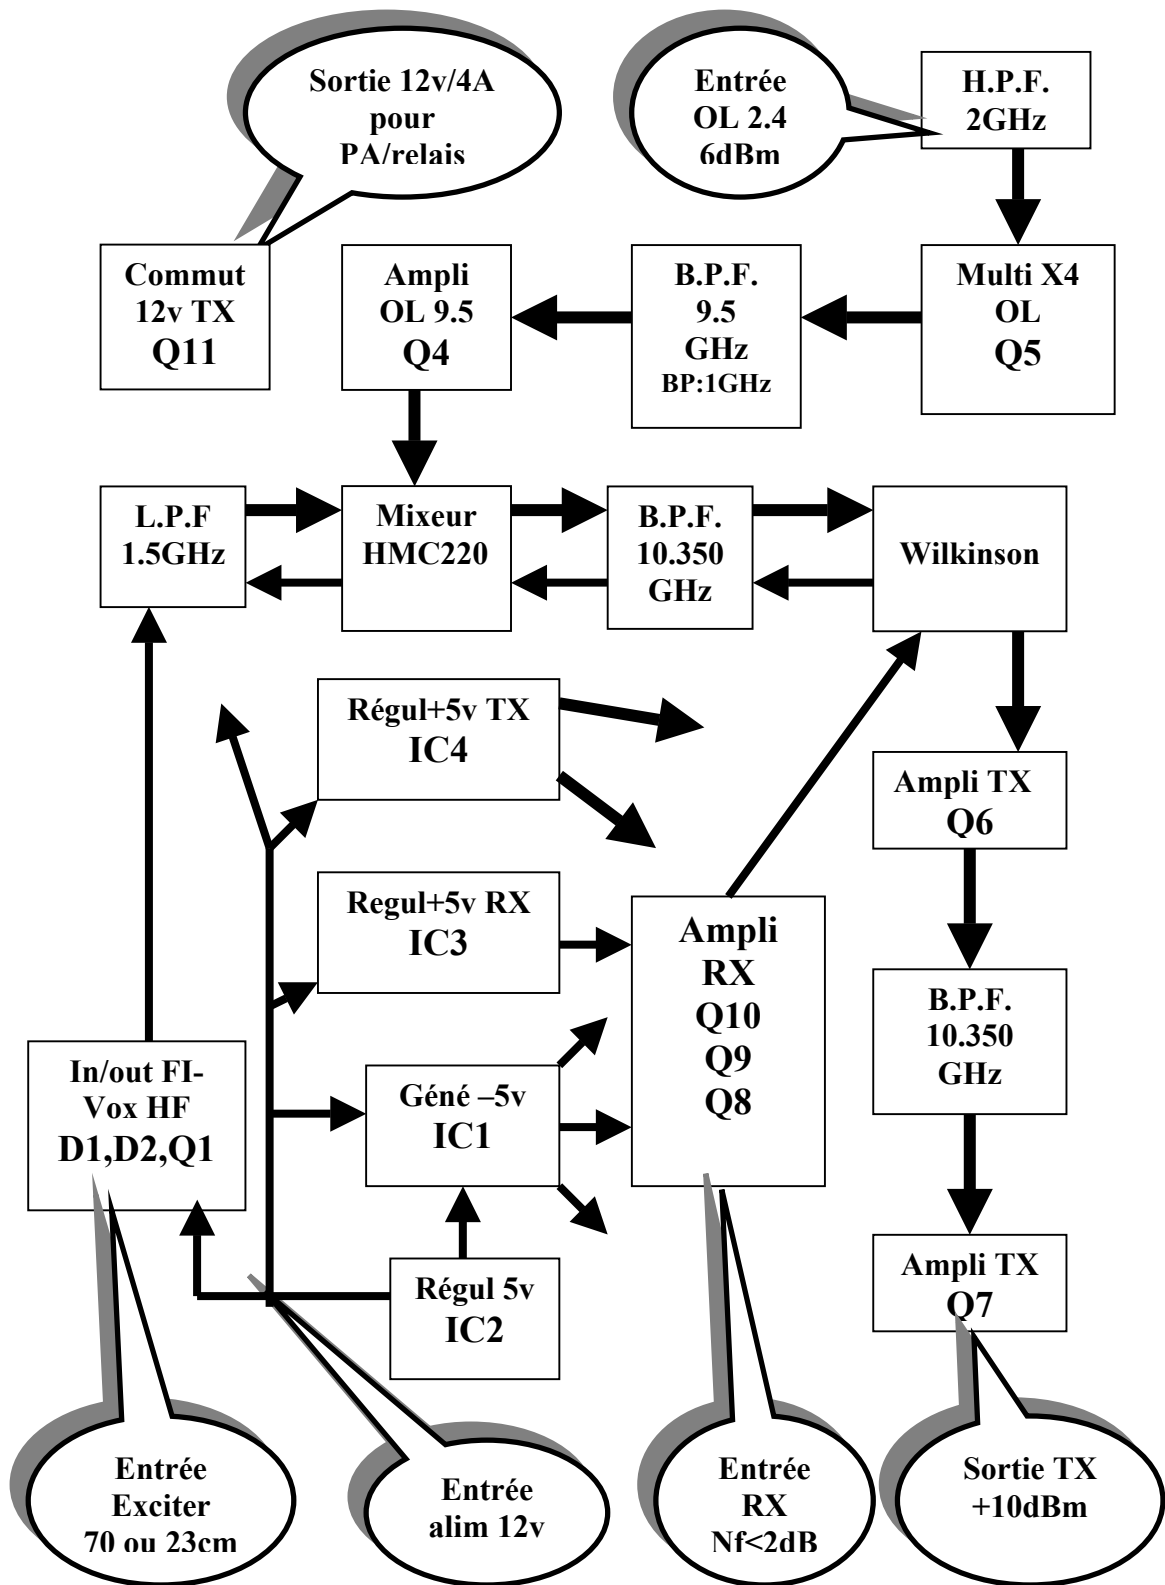 Sortie 12v/4A
pour
PA/relais
Entrée
OL 2.4
6dBm
H.P.F.
2GHz
Commut
12v TX
Q11
Ampli
OL 9.5
Q4
B.P.F.
9.5
GHz
BP:1GHz
Multi X4
OL
Q5
L.P.F
1.5GHz
Mixeur
HMC220
B.P.F.
10.350
GHz
Wilkinson
Régul+5v TX
IC4
Ampli TX
Q6
Regul+5v RX
IC3
Ampli
RX
Q10
Q9
Q8
B.P.F.
10.350
GHz
In/out FI-
Vox HF
D1,D2,Q1
Géné –5v
IC1
Régul 5v
IC2
Ampli TX
Q7
Entrée
Exciter
70 ou 23cm
Entrée
alim 12v
Entrée
RX
Nf<2dB
Sortie TX
+10dBm